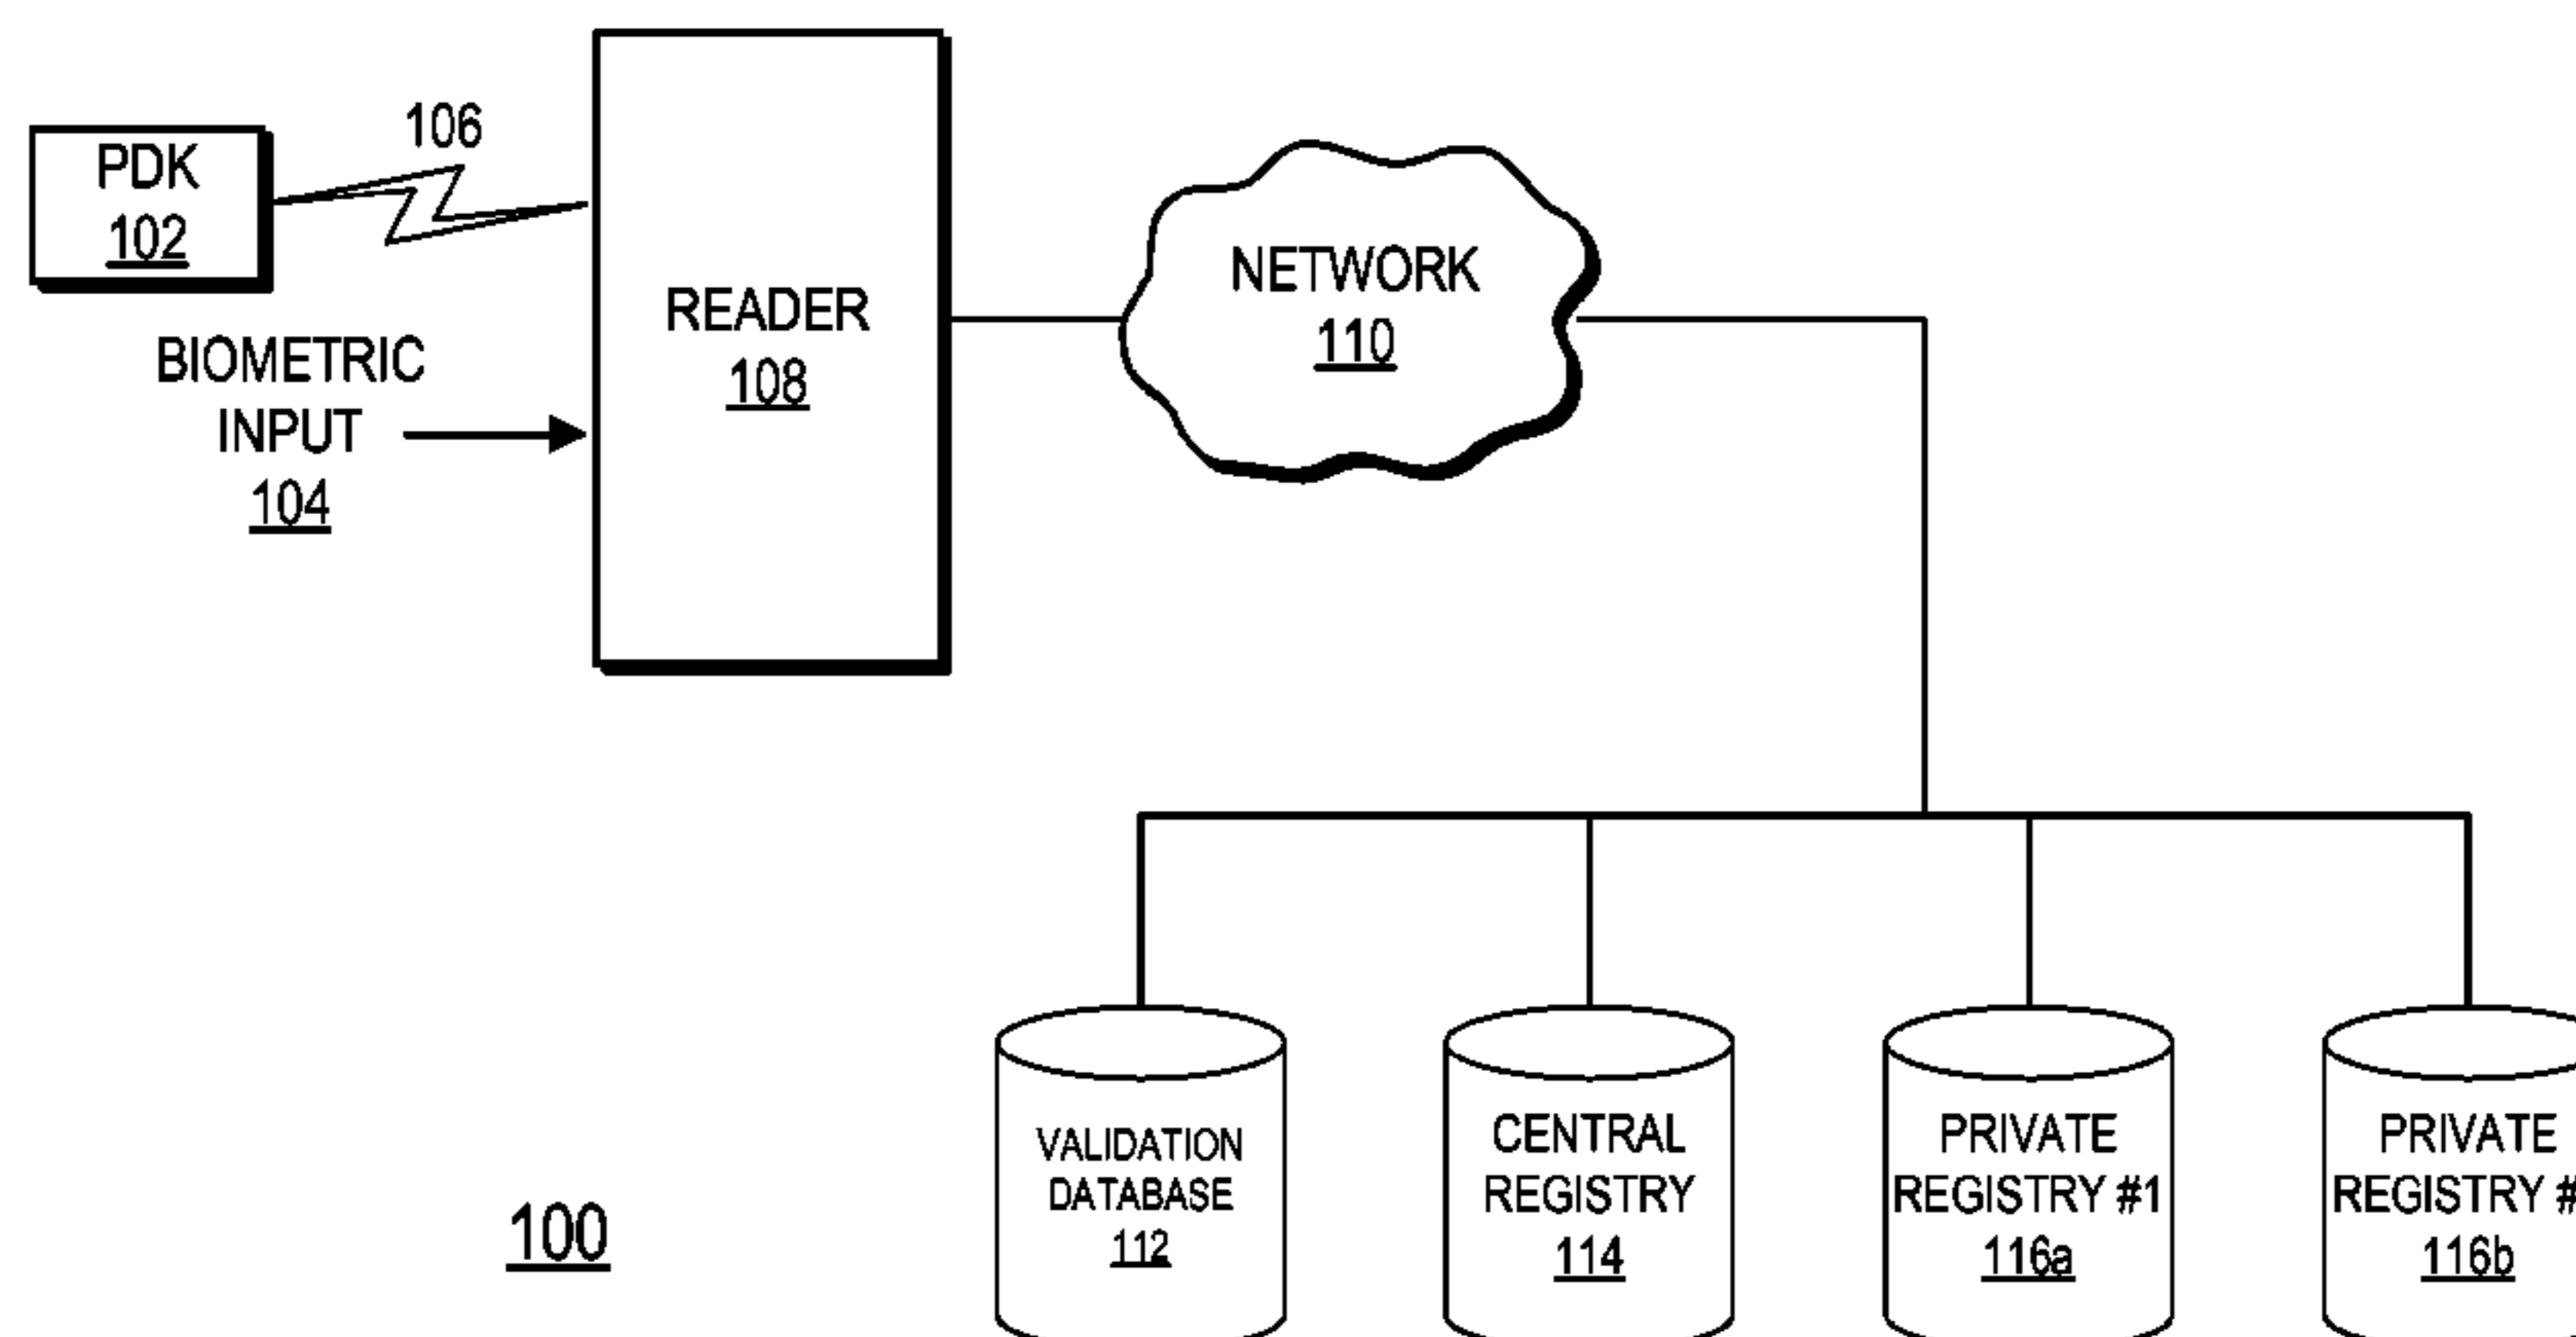 106
PDK
102
BIOMETRIC
INPUT
104
READER
108
NETWORK
110
VALIDATION
DATABASE
112
CENTRAL
REGISTRY
114
PRIVATE
REGISTRY #1
116a
PRIVATE
REGISTRY #
116b
100